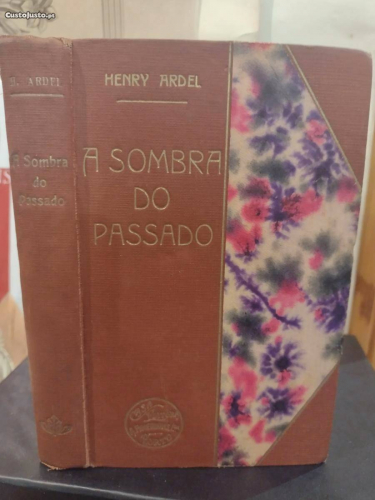 CustoJusto.pt
H. ARDEL
A Sombra
do
Passado
HENRY ARDEL
A SOMBRA
DO
PASSADO